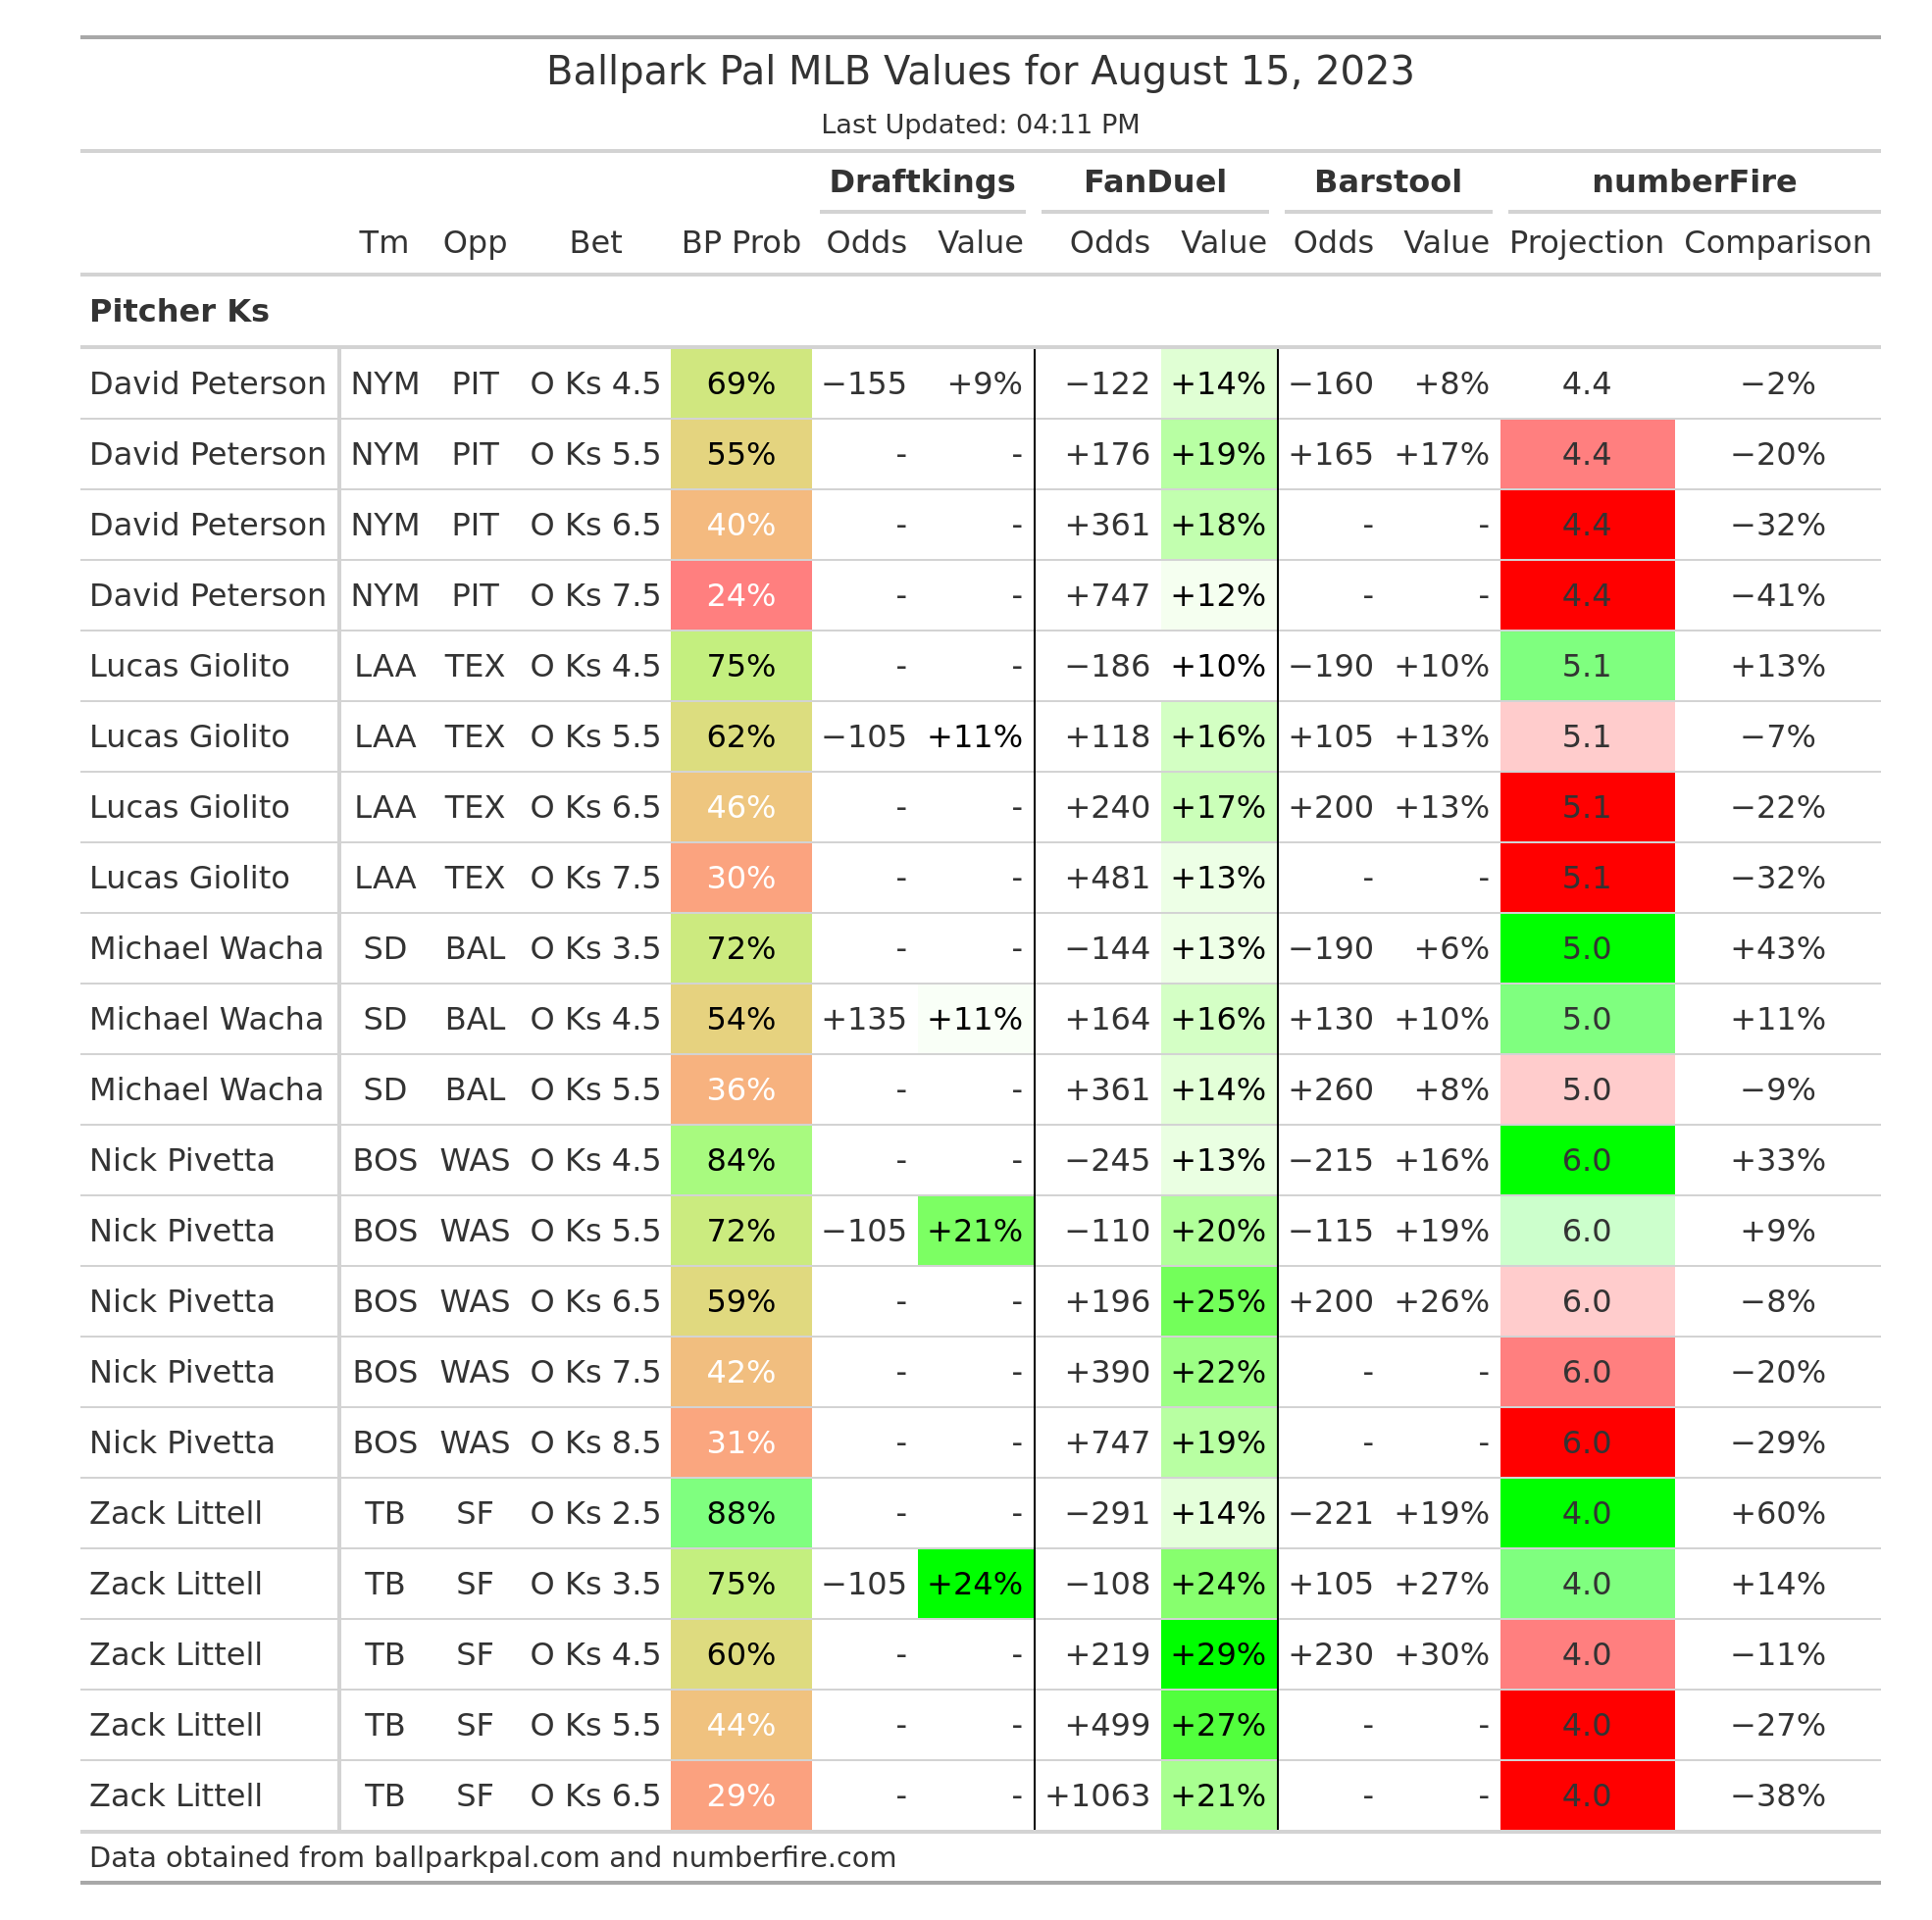 Ballpark Pal MLB Values for August 15, 2023
Last Updated: 04:11 PM
Draftkings FanDuel Barstool numberFire
Tm Opp Bet BP Prob Odds Value Odds Value Odds Value Projection Comparison
Pitcher Ks
David Peterson NYM PIT O Ks 4.5 69% −155 +9% −122 +14% −160 +8% 4.4 −2%
David Peterson NYM PIT O Ks 5.5 55% - - +176 +19% +165 +17% 4.4 −20%
David Peterson NYM PIT O Ks 6.5 40% - - +361 +18% - - 4.4 −32%
David Peterson NYM PIT O Ks 7.5 24% - - +747 +12% - - 4.4 −41%
Lucas Giolito LAA TEX O Ks 4.5 75% - - −186 +10% −190 +10% 5.1 +13%
Lucas Giolito LAA TEX O Ks 5.5 62% −105 +11% +118 +16% +105 +13% 5.1 −7%
Lucas Giolito LAA TEX O Ks 6.5 46% - - +240 +17% +200 +13% 5.1 −22%
Lucas Giolito LAA TEX O Ks 7.5 30% - - +481 +13% - - 5.1 −32%
Michael Wacha SD BAL O Ks 3.5 72% - - −144 +13% −190 +6% 5.0 +43%
Michael Wacha SD BAL O Ks 4.5 54% +135 +11% +164 +16% +130 +10% 5.0 +11%
Michael Wacha SD BAL O Ks 5.5 36% - - +361 +14% +260 +8% 5.0 −9%
Nick Pivetta BOS WAS O Ks 4.5 84% - - −245 +13% −215 +16% 6.0 +33%
Nick Pivetta BOS WAS O Ks 5.5 72% −105 +21% −110 +20% −115 +19% 6.0 +9%
Nick Pivetta BOS WAS O Ks 6.5 59% - - +196 +25% +200 +26% 6.0 −8%
Nick Pivetta BOS WAS O Ks 7.5 42% - - +390 +22% - - 6.0 −20%
Nick Pivetta BOS WAS O Ks 8.5 31% - - +747 +19% - - 6.0 −29%
Zack Littell TB SF O Ks 2.5 88% - - −291 +14% −221 +19% 4.0 +60%
Zack Littell TB SF O Ks 3.5 75% −105 +24% −108 +24% +105 +27% 4.0 +14%
Zack Littell TB SF O Ks 4.5 60% - - +219 +29% +230 +30% 4.0 −11%
Zack Littell TB SF O Ks 5.5 44% - - +499 +27% - - 4.0 −27%
Zack Littell TB SF O Ks 6.5 29% - - +1063 +21% - - 4.0 −38%
Data obtained from ballparkpal.com and numberfire.com